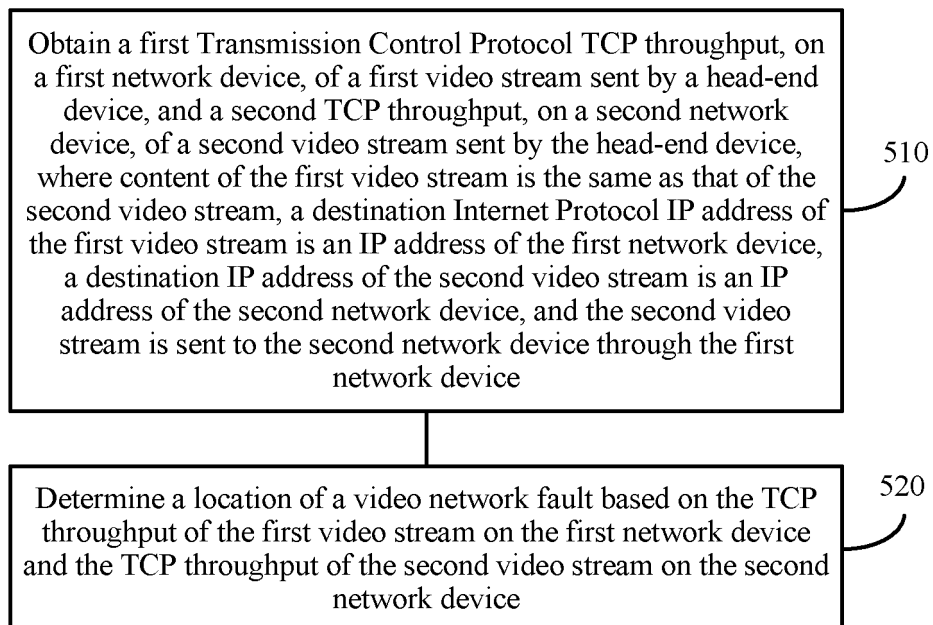 Obtain a first Transmission Control Protocol TCP throughput, on
a first network device, of a first video stream sent by a head-end
device, and a second TCP throughput, on a second network
device, of a second video stream sent by the head-end device,
where content of the first video stream is the same as that of the
second video stream, a destination Internet Protocol IP address of
the first video stream is an IP address of the first network device,
a destination IP address of the second video stream is an IP
address of the second network device, and the second video
stream is sent to the second network device through the first
network device
510
Determine a location of a video network fault based on the TCP
throughput of the first video stream on the first network device
and the TCP throughput of the second video stream on the second
network device
520